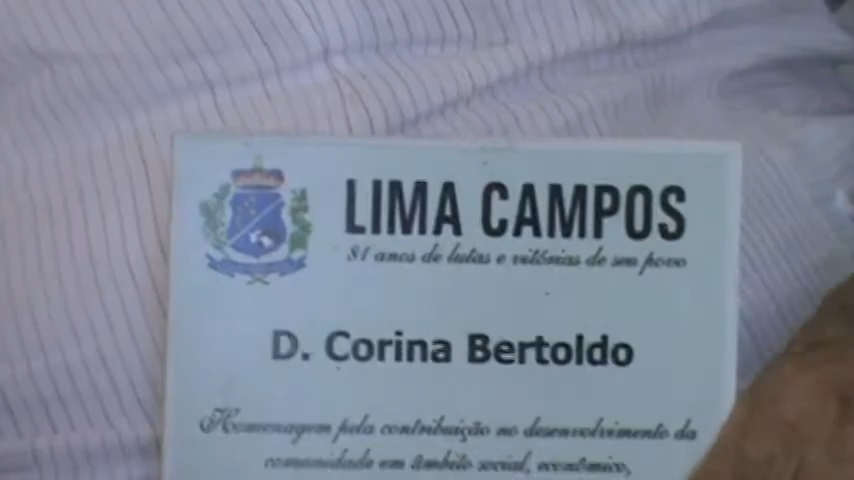 LIMA CAMPOS
81 anos de lutas e vitórias de seu povo
D. Corina Bertoldo
Homenagem pela contribuição no desenvolvimento da
comunidade em âmbito social, econômico,